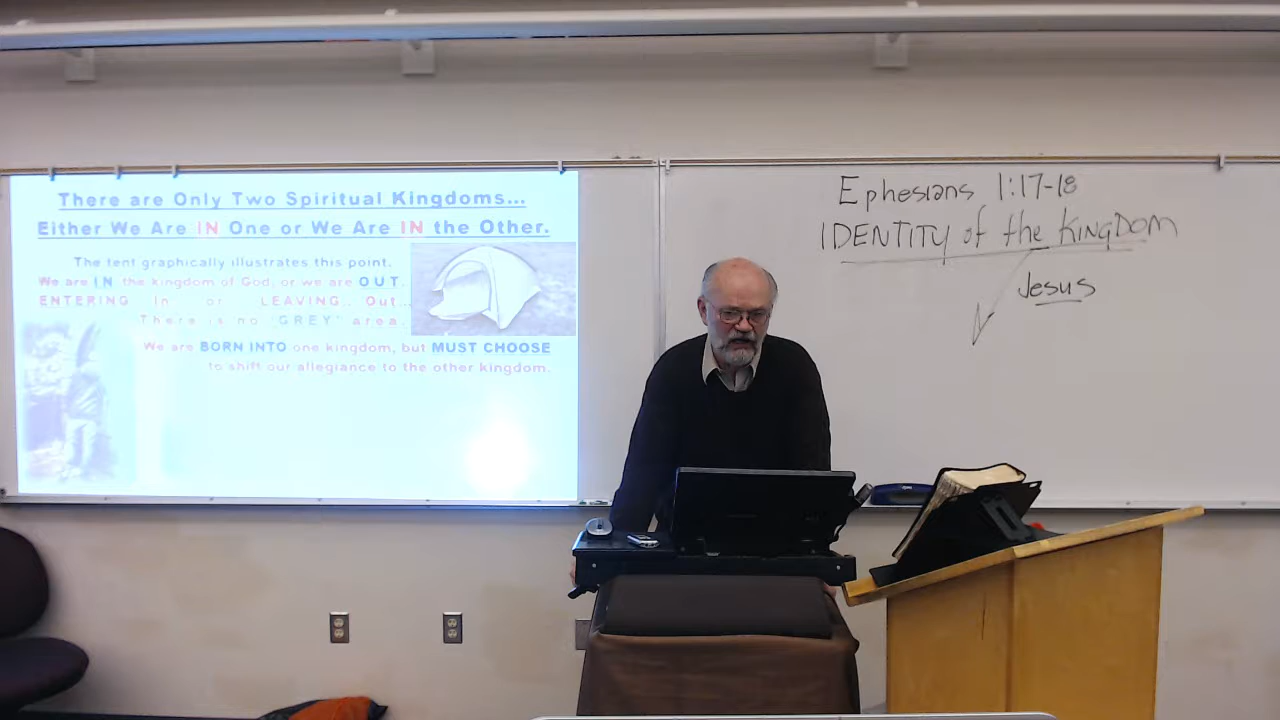 There are Only Two Spiritual Kingdoms...
Either We Are IN One or We Are IN the Other.
The tent graphically illustrates this point.
We are IN the kingdom of God, or we are OUT.
ENTERING In or LEAVING.. Out..
There is no 'GREY' area.
We are BORN INTO one kingdom, but MUST CHOOSE
to shift our allegiance to the other kingdom.
Ephesians 1:17-18
IDENTITY of the KINGDOM
Jesus